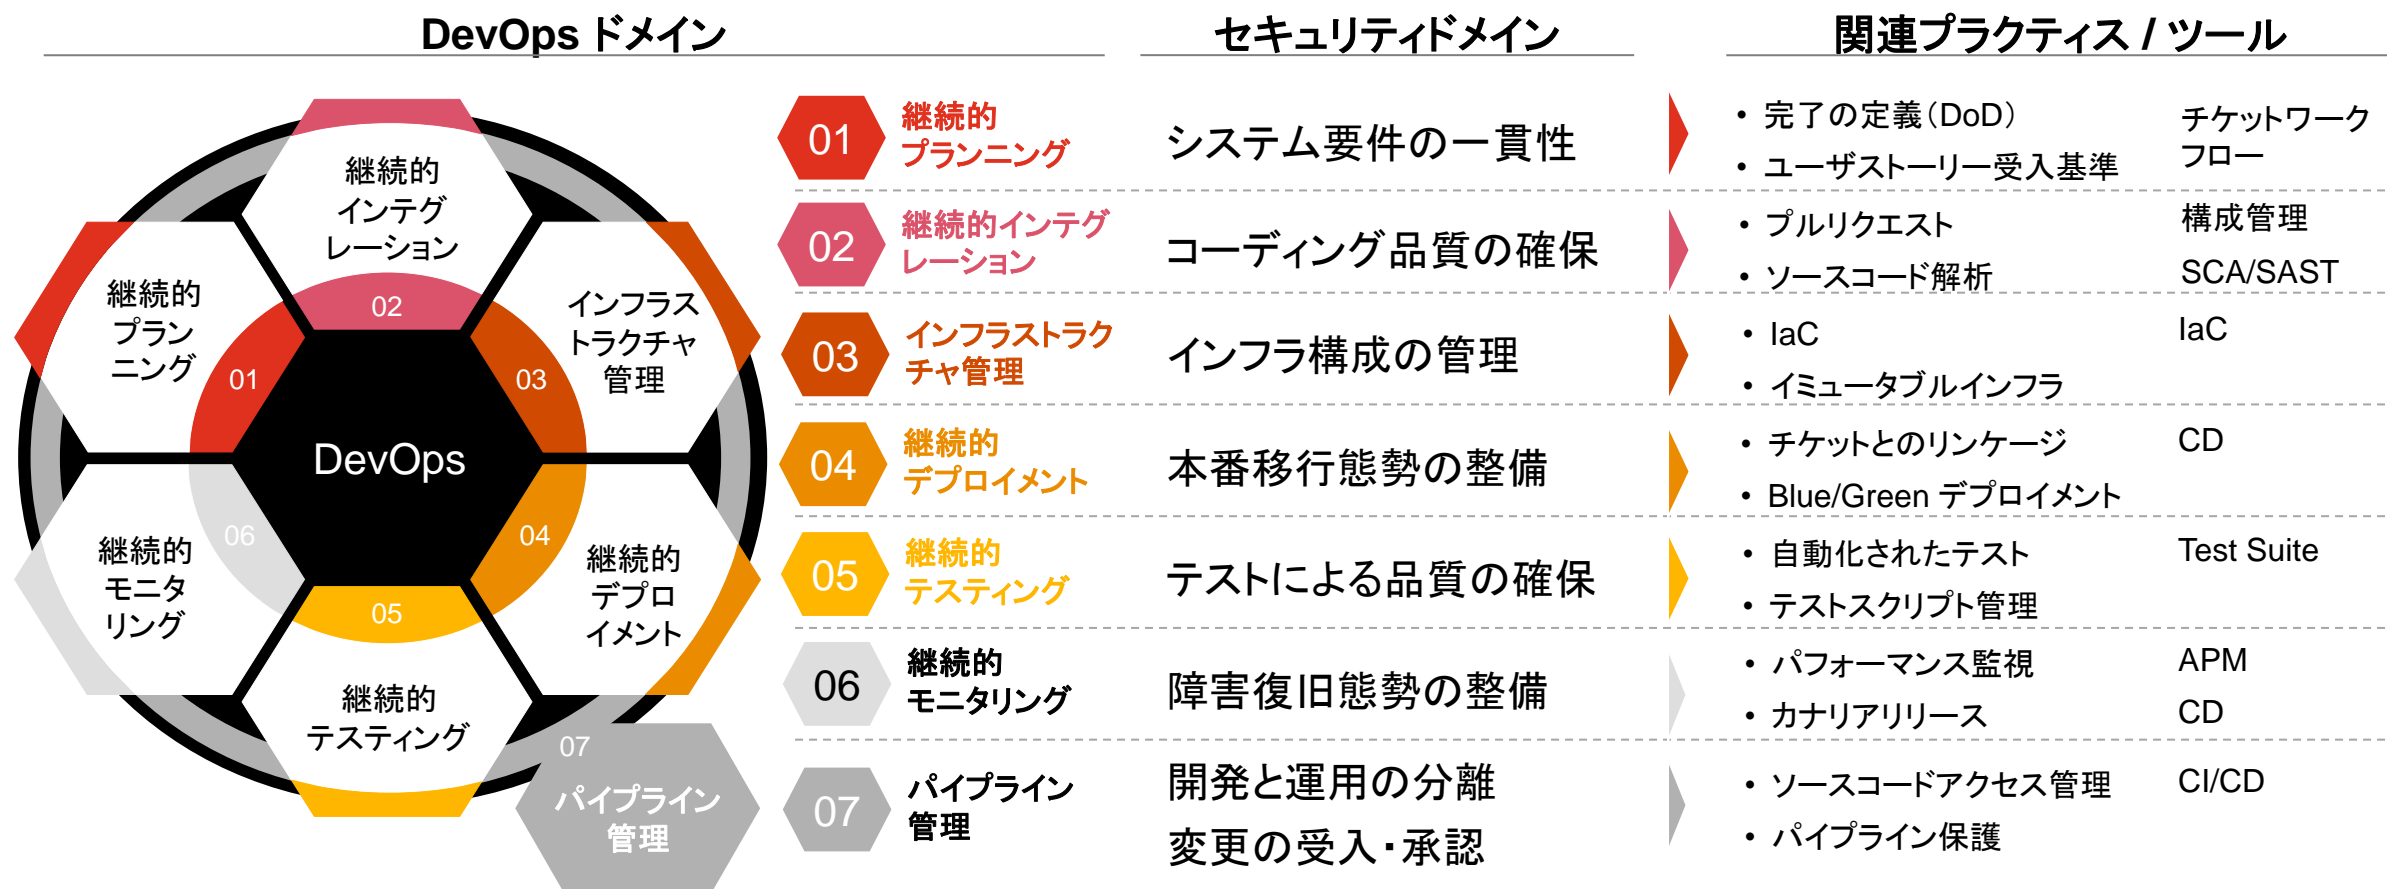 DevOps ドメイン
セキュリティドメイン
関連プラクティス / ツール
継続的
インテグ
レーション
継続的
プラン
ニング
インフラス
トラクチャ
管理
02
01
03
DevOps
06
04
05
継続的
モニタ
リング
継続的
デプロ
イメント
継続的
テスティング
07
パイプライン
管理
01
継続的
プランニング
システム要件の一貫性
• 完了の定義（DoD）
• ユーザストーリー受入基準
チケットワーク
フロー
02
継続的インテグ
レーション
コーディング品質の確保
• プルリクエスト
• ソースコード解析
構成管理
SCA/SAST
03
インフラストラク
チャ管理
インフラ構成の管理
• IaC
• イミュータブルインフラ
IaC
04
継続的
デプロイメント
本番移行態勢の整備
• チケットとのリンケージ
• Blue/Green デプロイメント
CD
05
継続的
テスティング
テストによる品質の確保
• 自動化されたテスト
• テストスクリプト管理
Test Suite
06
継続的
モニタリング
障害復旧態勢の整備
• パフォーマンス監視
• カナリアリリース
APM
CD
07
パイプライン
管理
開発と運用の分離
変更の受入・承認
• ソースコードアクセス管理
• パイプライン保護
CI/CD